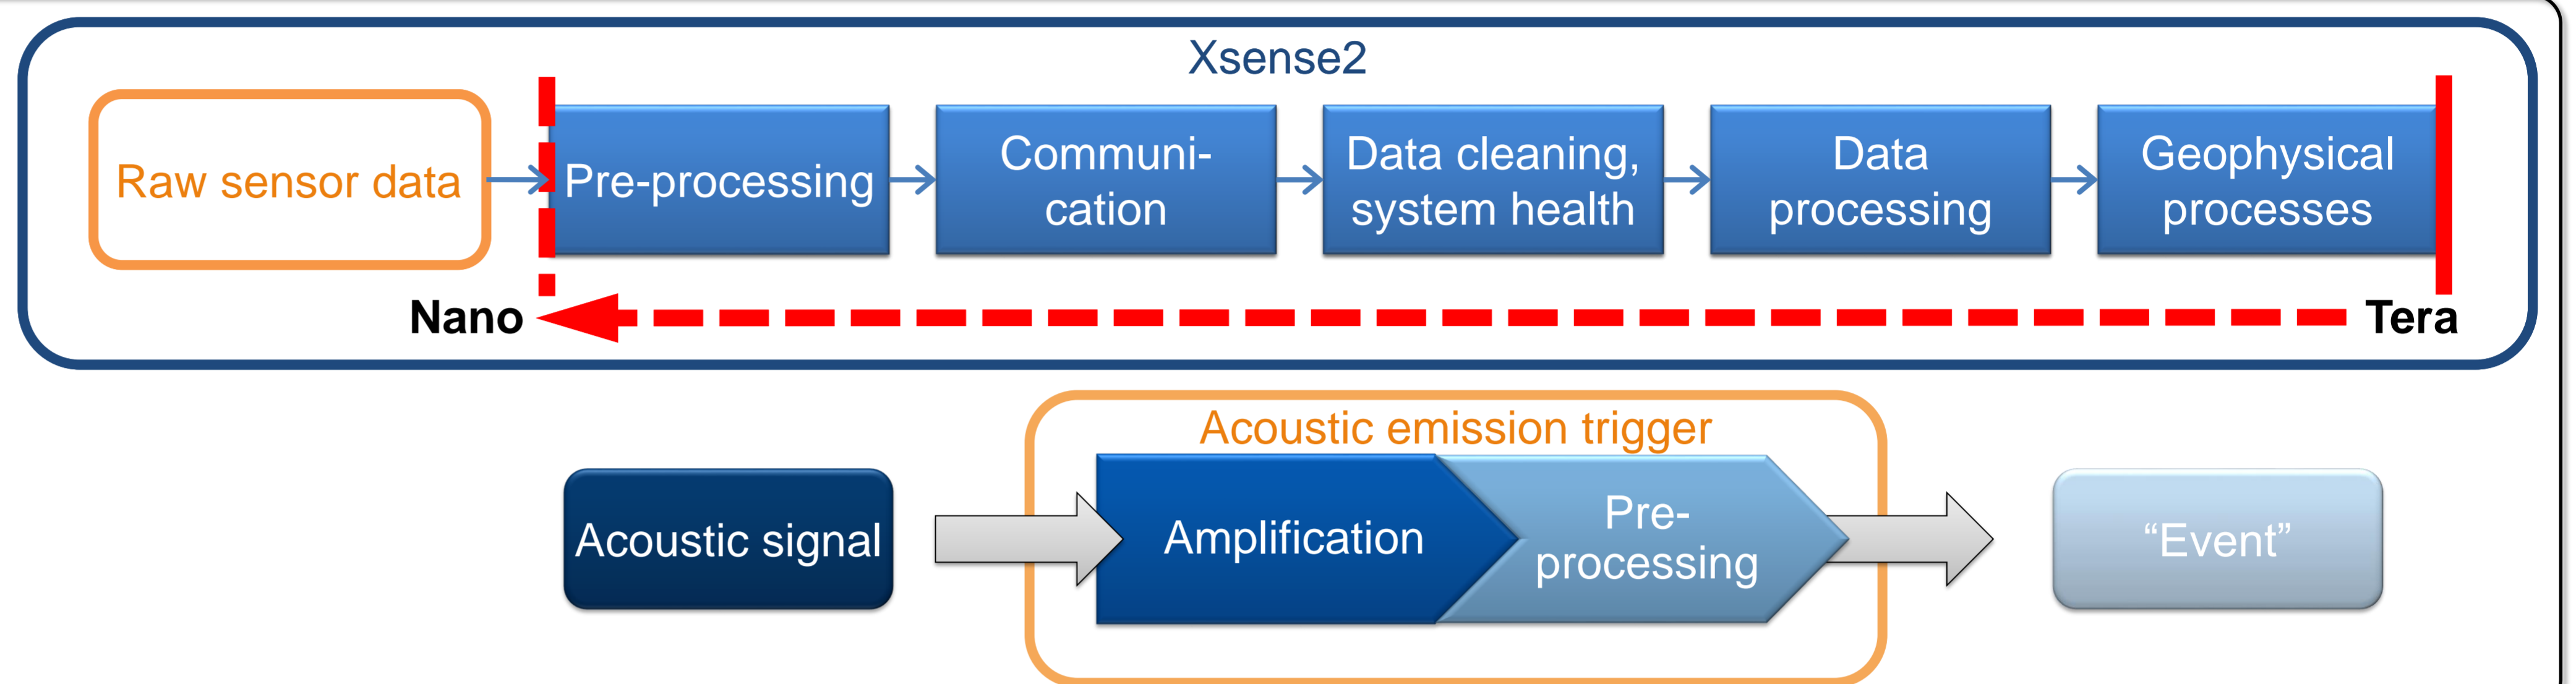 Xsense2
Raw sensor data
Pre-processing
Communi-
cation
Data cleaning,
system health
Data
processing
Geophysical
processes
Nano
Tera
Acoustic emission trigger
Acoustic signal
Amplification
Pre-
processing
“Event”